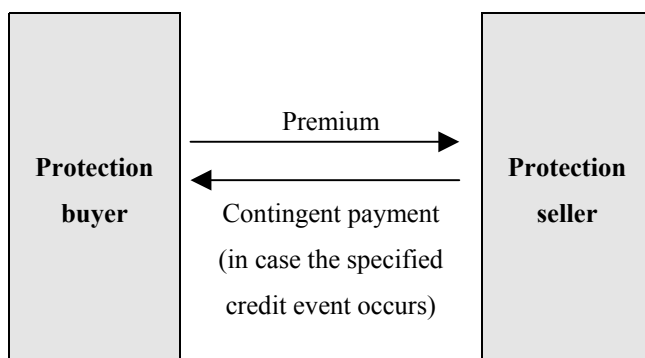 Protection
buyer
Premium
Contingent payment
(in case the specified
credit event occurs)
Protection
seller